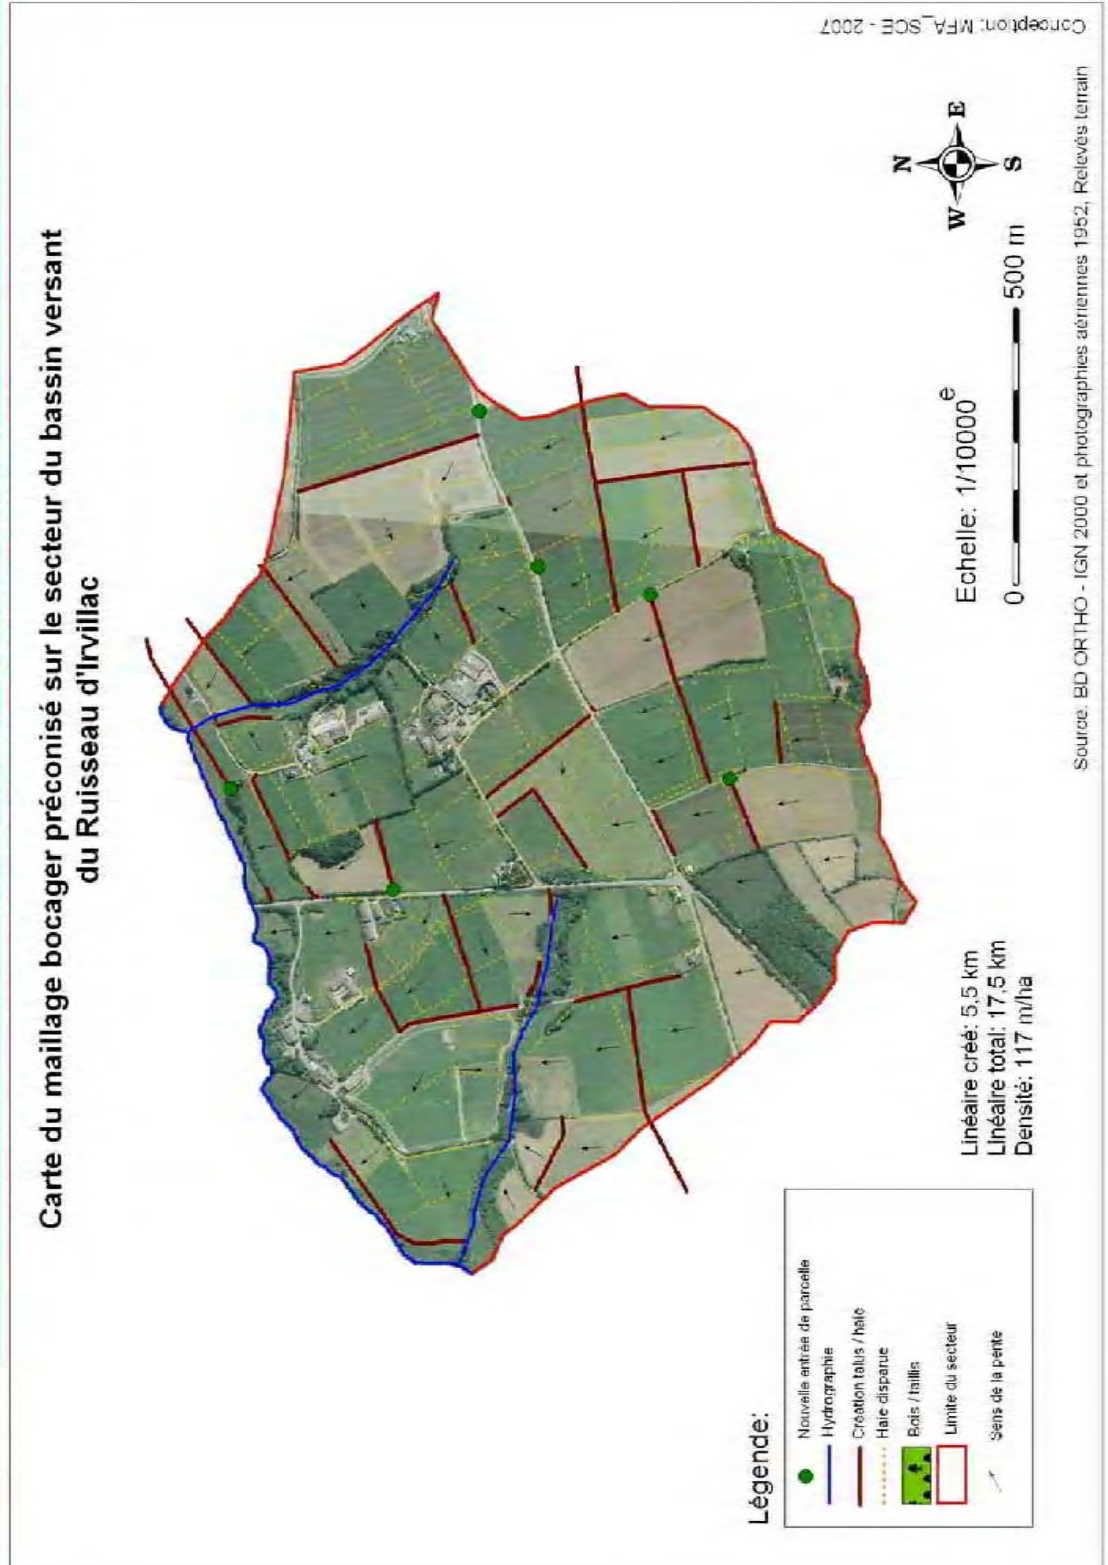 Carte du maillage bocager préconisé sur le secteur du bassin versant
du Ruisseau d'Irvillac
N
W
E
S
Echelle: 1/10000e
0
500 m
Linéaire créé: 5,5 km
Linéaire total: 17,5 km
Densité: 117 m/ha
Légende:
Nouvelle entrée de parcelle
Hydrographie
Création talus / haie
Haie disparue
Bois / taillis
Limite du secteur
Sens de la pente
Source: BD ORTHO - IGN 2000 et photographies aériennes 1952, Relevés terrain
Conception: MFA_SCE - 2007